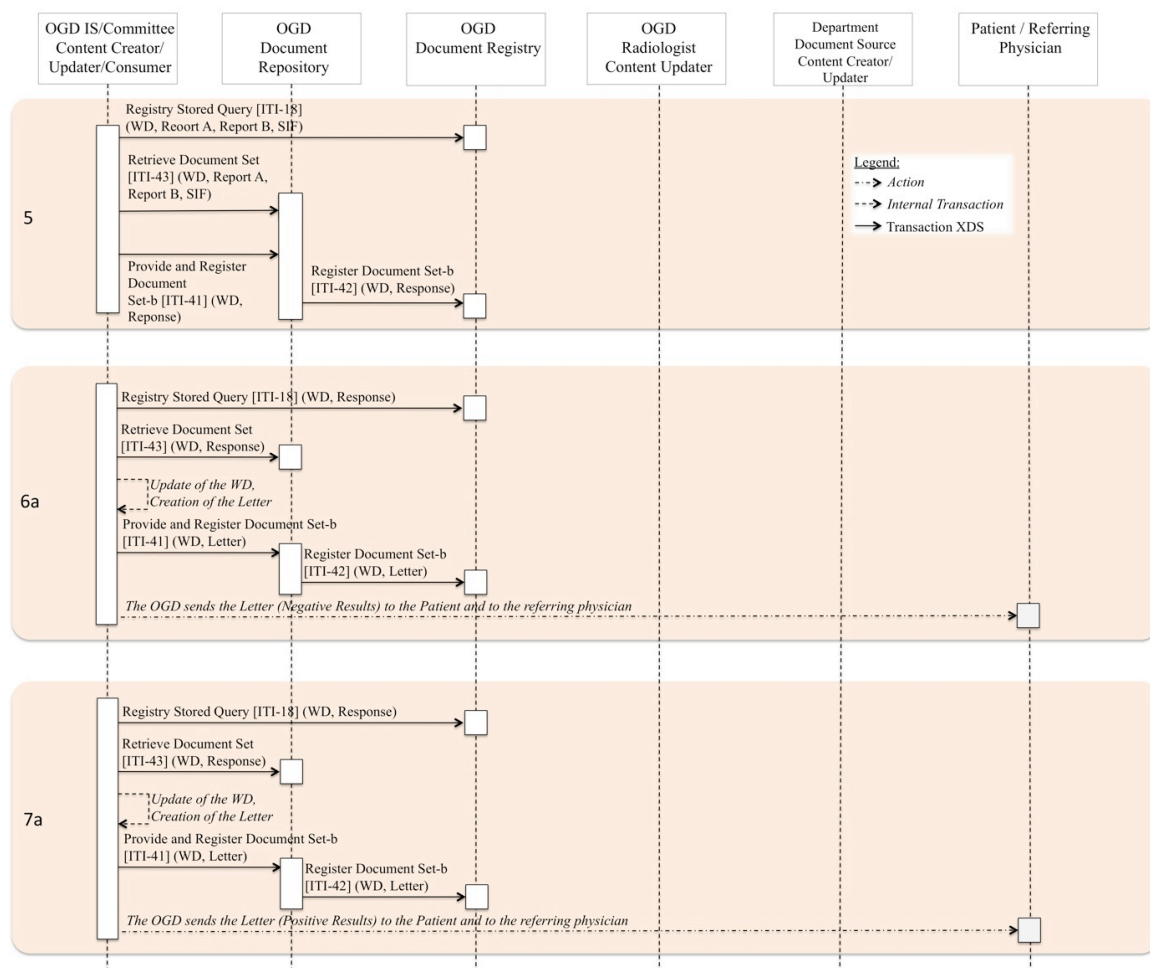 OGD IS/Committee
Content Creator/
Updater/Consumer
OGD
Document
Repository
OGD
Document Registry
OGD
Radiologist
Content Updater
Department
Document Source
Content Creator/
Updater
Patient / Referring
Physician
5
Registry Stored Query [ITI-18]
(WD, Reoort A, Report B, SIF)
Retrieve Document Set
[ITI-43] (WD, Report A,
Report B, SIF)
Provide and Register
Document
Set-b [ITI-41] (WD,
Reponse)
Register Document Set-b
[ITI-42] (WD, Response)
Legend:
Action
Internal Transaction
Transaction XDS
6a
Registry Stored Query [ITI-18] (WD, Response)
Retrieve Document Set
[ITI-43] (WD, Response)
Update of the WD,
Creation of the Letter
Provide and Register Document Set-b
[ITI-41] (WD, Letter)
Register Document Set-b
[ITI-42] (WD, Letter)
The OGD sends the Letter (Negative Results) to the Patient and to the referring physician
7a
Registry Stored Query [ITI-18] (WD, Response)
Retrieve Document Set
[ITI-43] (WD, Response)
Update of the WD,
Creation of the Letter
Provide and Register Document Set-b
[ITI-41] (WD, Letter)
Register Document Set-b
[ITI-42] (WD, Letter)
The OGD sends the Letter (Positive Results) to the Patient and to the referring physician